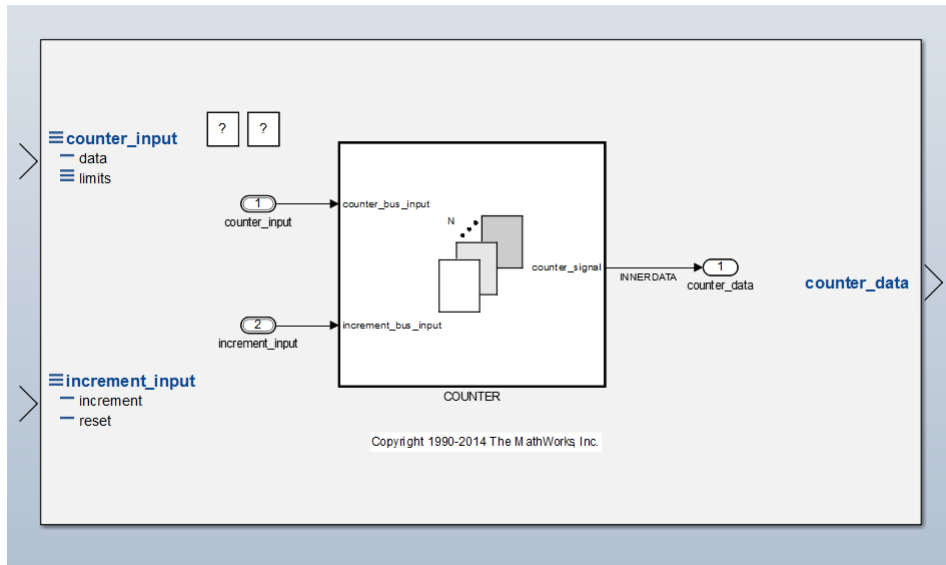 ? ?
counter_input
data
limits
1
counter_input
counter_bus_input
N
counter_signal
INNERDATA
1
counter_data
counter_data
2
increment_input
increment_bus_input
increment_input
increment
reset
COUNTER
Copyright 1990-2014 The MathWorks, Inc.